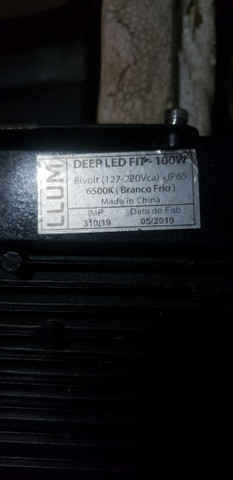 LLUM
DEEP LED FIT - 100W
Bivolt (127-220Vca) - IP65
6500K ( Branco Frio )
Made in China
IMP. Data de Fab.
310/19 05/2019